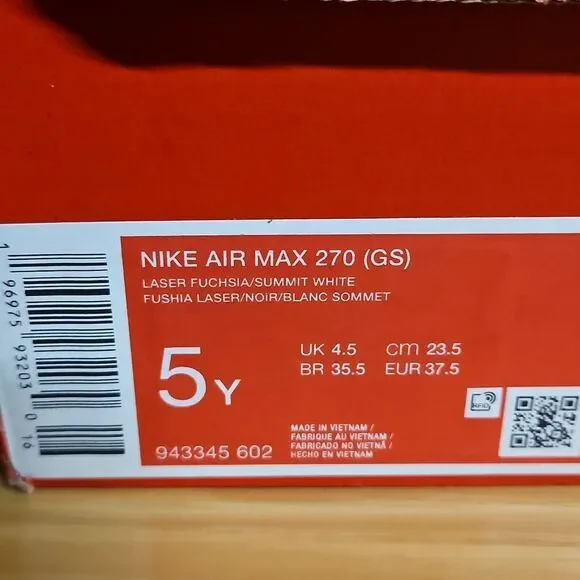 NIKE AIR MAX 270 (GS)
LASER FUCHSIA/SUMMIT WHITE
FUSHIA LASER/NOIR/BLANC SOMMET
5Y
UK 4.5 cm 23.5
BR 35.5 EUR 37.5
RFID
943345 602
MADE IN VIETNAM /
FABRIQUE AU VIETNAM /
FABRICADO NO VIETNÃ /
HECHO EN VIETNAM
1 96975 93203 0 16